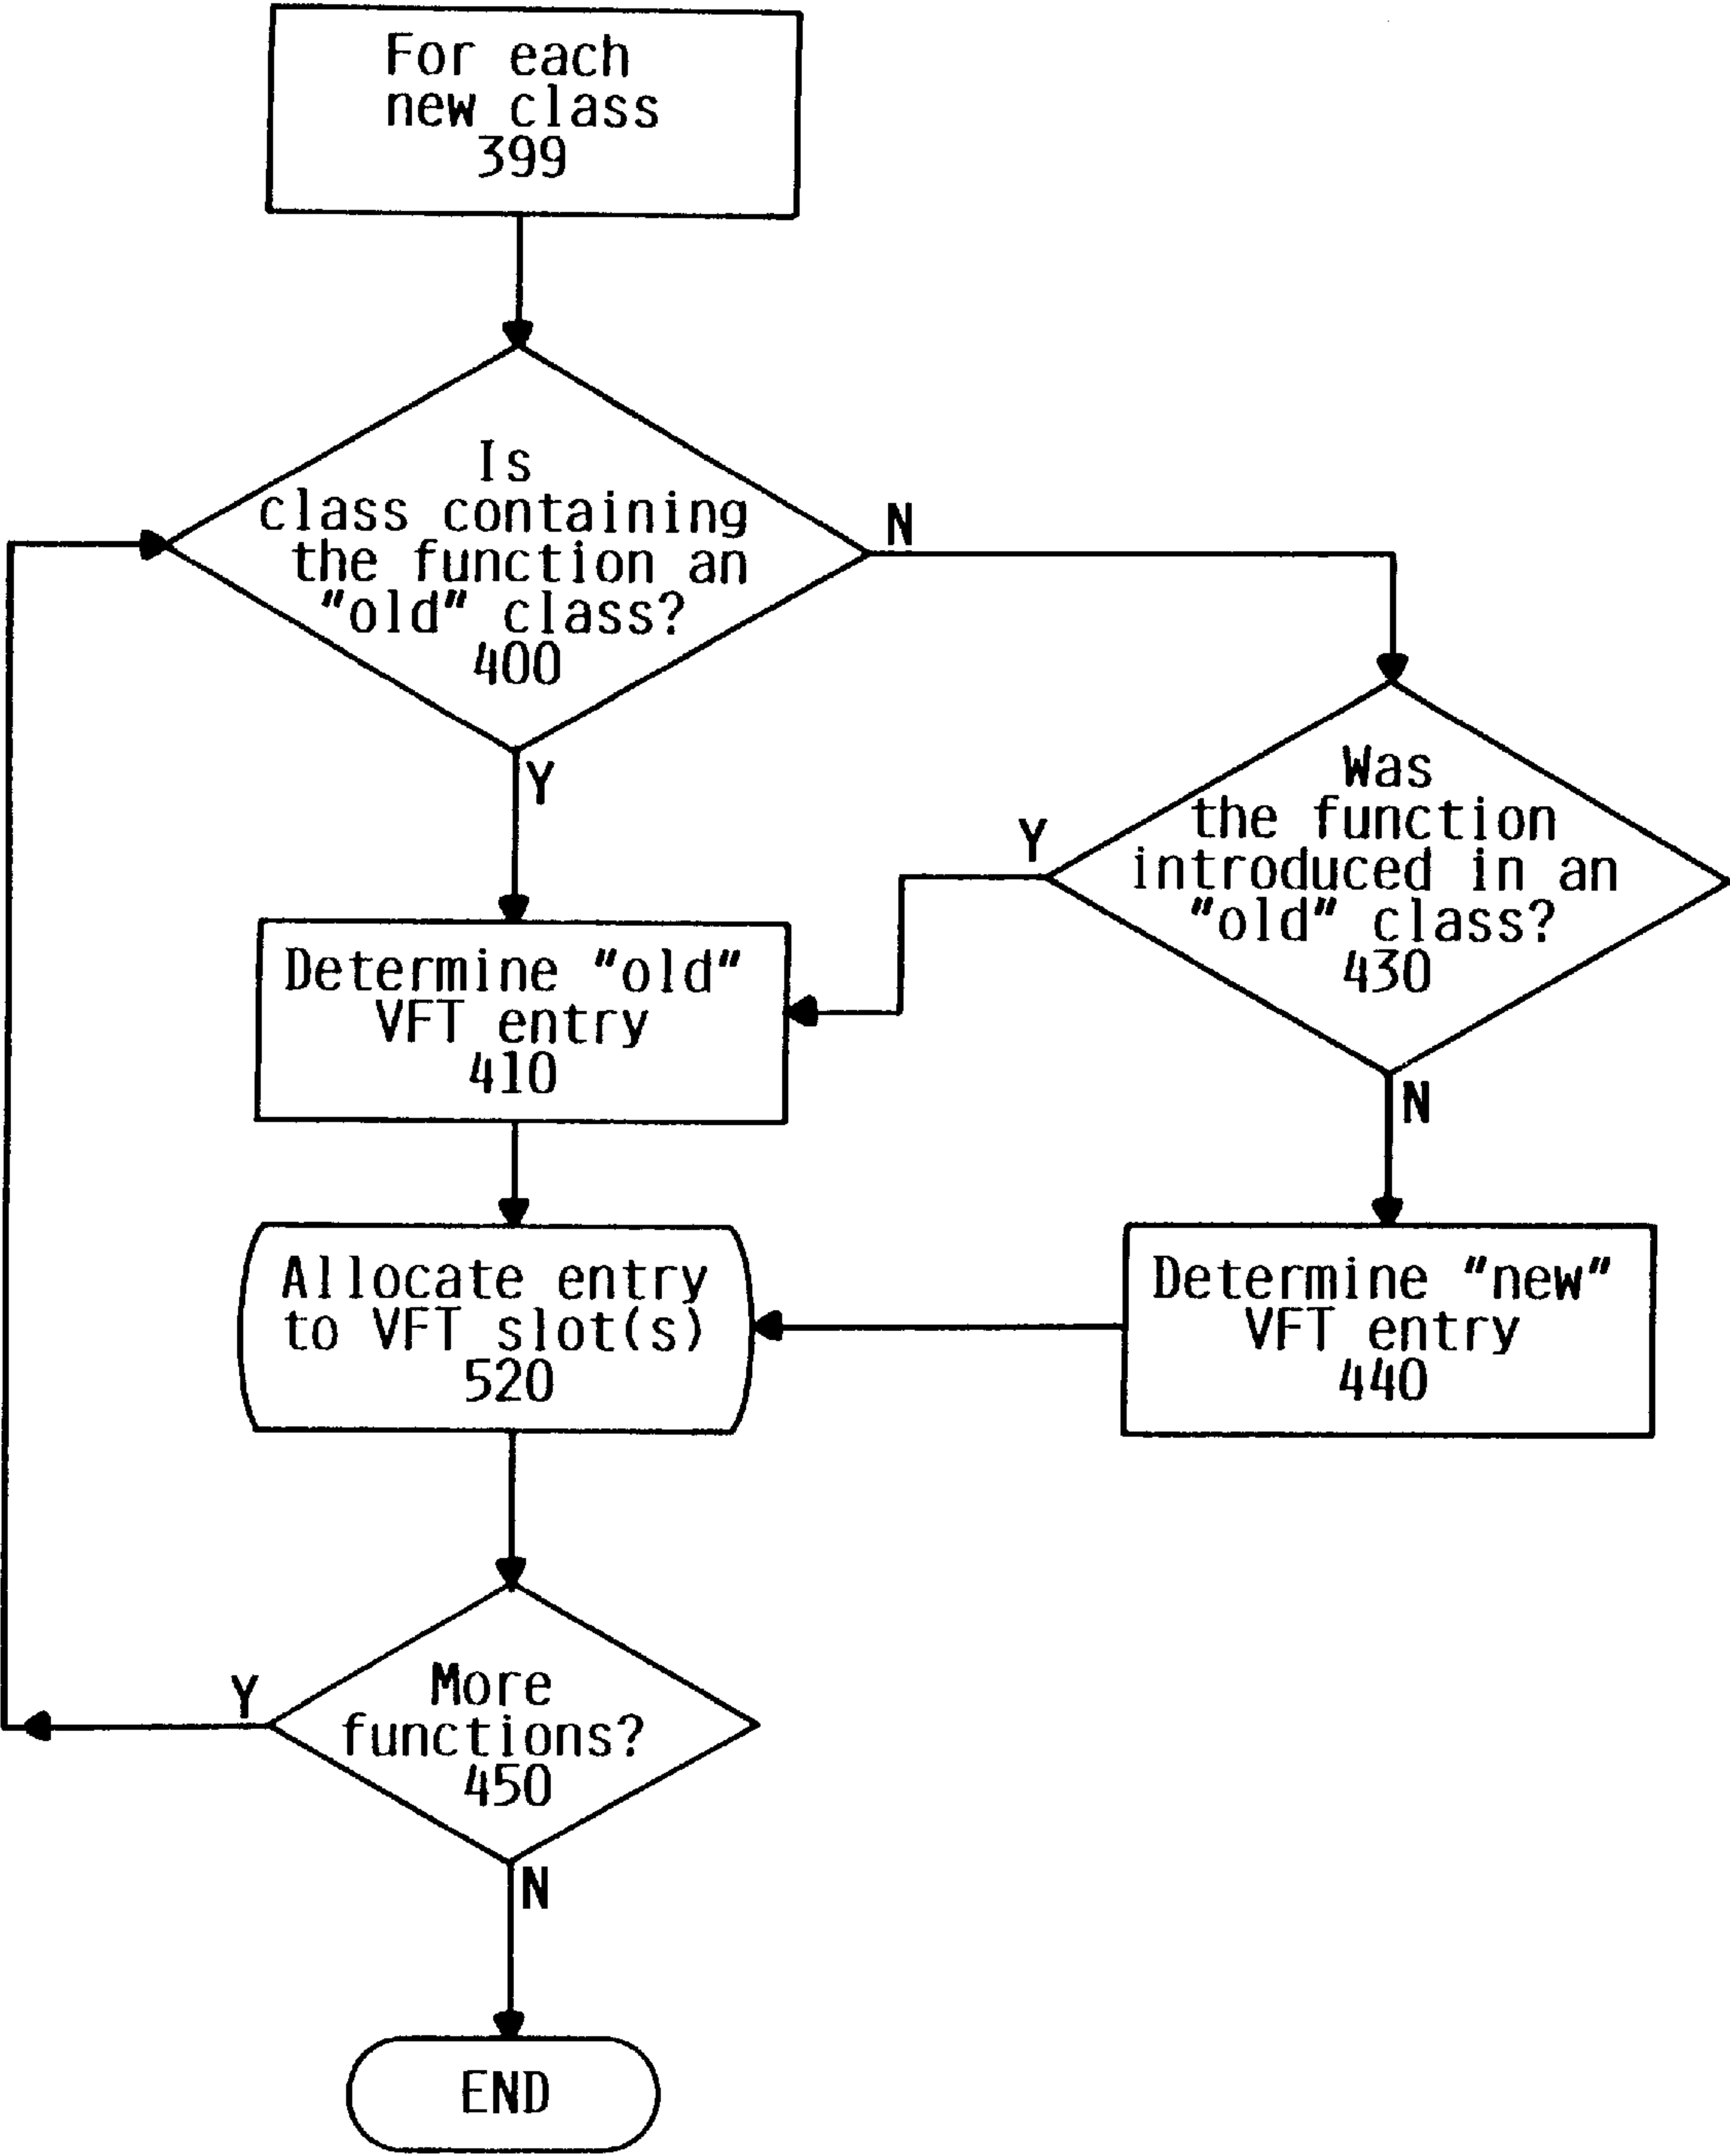 For each
new class
399
Is
class containing
the function an
"old" class?
400
N
Y
Was
the function
introduced in an
"old" class?
430
Y
N
Determine "old"
VFT entry
410
Allocate entry
to VFT slot(s)
520
Determine "new"
VFT entry
440
More
functions?
450
Y
N
END